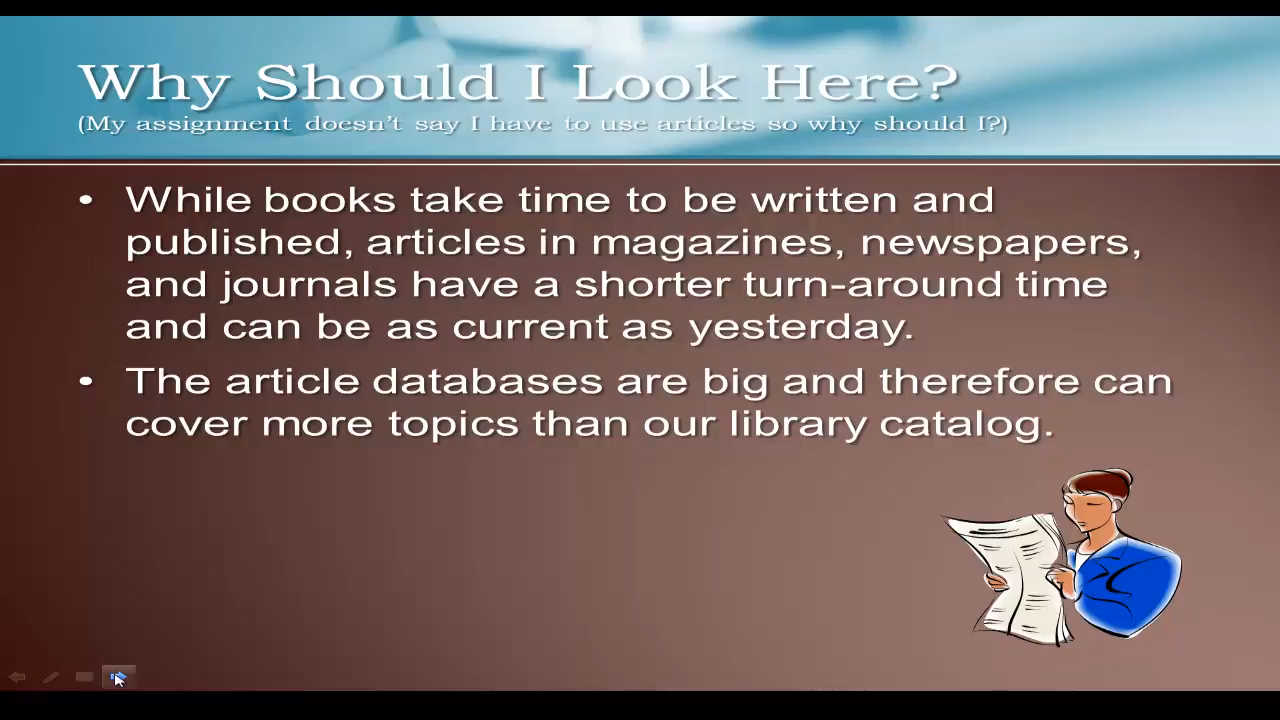 Why Should I Look Here?
(My assignment doesn't say I have to use articles so why should I?)
• While books take time to be written and
published, articles in magazines, newspapers,
and journals have a shorter turn-around time
and can be as current as yesterday.
• The article databases are big and therefore can
cover more topics than our library catalog.